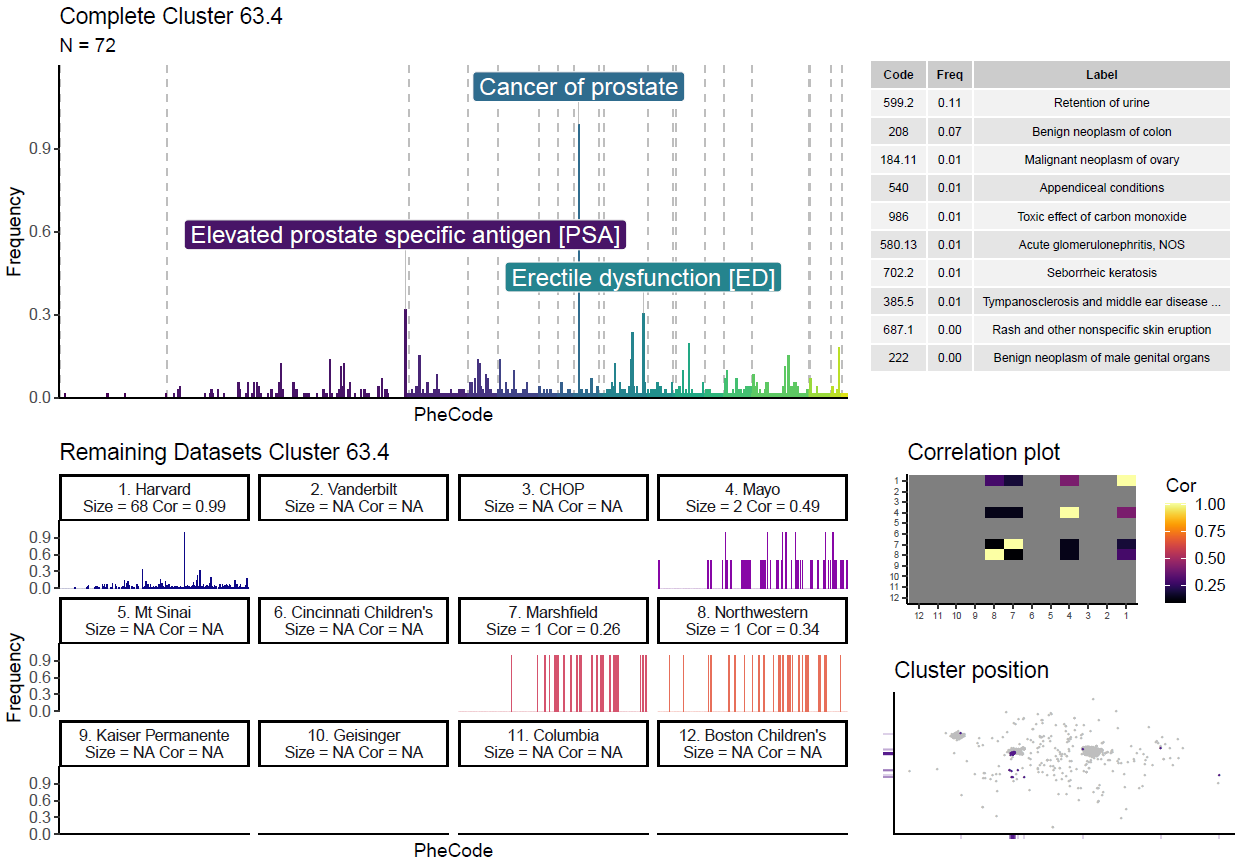 Complete Cluster 63.4
N = 72
Cancer of prostate
Elevated prostate specific antigen [PSA]
Erectile dysfunction [ED]
Frequency
0.9
0.6
0.3
0.0
PheCode
Code Freq Label
599.2 0.11 Retention of urine
208 0.07 Benign neoplasm of colon
184.11 0.01 Malignant neoplasm of ovary
540 0.01 Appendiceal conditions
986 0.01 Toxic effect of carbon monoxide
580.13 0.01 Acute glomerulonephritis, NOS
702.2 0.01 Seborrheic keratosis
385.5 0.01 Tympanosclerosis and middle ear disease ...
687.1 0.00 Rash and other nonspecific skin eruption
222 0.00 Benign neoplasm of male genital organs
Remaining Datasets Cluster 63.4
1. Harvard
Size = 68 Cor = 0.99
2. Vanderbilt
Size = NA Cor = NA
3. CHOP
Size = NA Cor = NA
4. Mayo
Size = 2 Cor = 0.49
0.9
0.6
0.3
0.0
5. Mt Sinai
Size = NA Cor = NA
6. Cincinnati Children's
Size = NA Cor = NA
7. Marshfield
Size = 1 Cor = 0.26
8. Northwestern
Size = 1 Cor = 0.34
Frequency
0.9
0.6
0.3
0.0
9. Kaiser Permanente
Size = NA Cor = NA
10. Geisinger
Size = NA Cor = NA
11. Columbia
Size = NA Cor = NA
12. Boston Children's
Size = NA Cor = NA
0.9
0.6
0.3
0.0
PheCode
Correlation plot
1
2
3
4
5
6
7
8
9
10
11
12
12 11 10 9 8 7 6 5 4 3 2 1
Cor
1.00
0.75
0.50
0.25
Cluster position